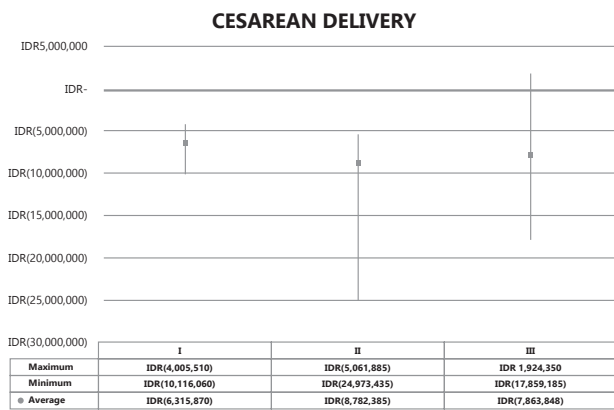 CESAREAN DELIVERY
IDR5,000,000
IDR-
IDR(5,000,000)
IDR(10,000,000)
IDR(15,000,000)
IDR(20,000,000)
IDR(25,000,000)
IDR(30,000,000)
I II III
Maximum IDR(4,005,510) IDR(5,061,885) IDR 1,924,350
Minimum IDR(10,116,060) IDR(24,973,435) IDR(17,859,185)
Average IDR(6,315,870) IDR(8,782,385) IDR(7,863,848)